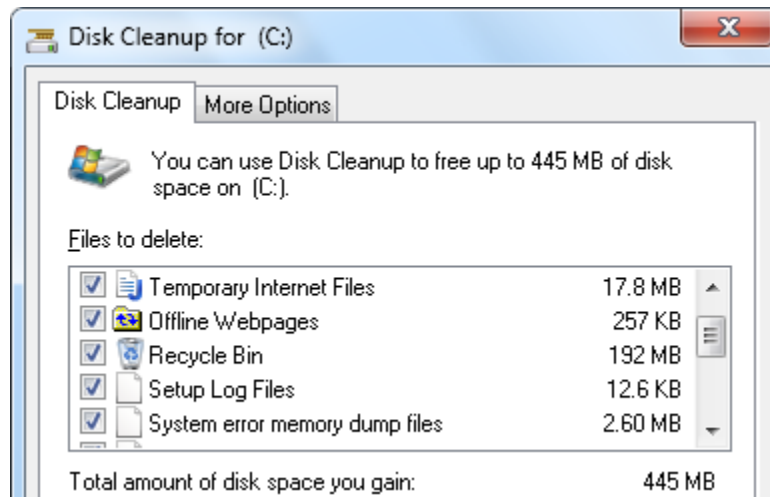 Disk Cleanup for (C:)
Disk Cleanup
More Options
You can use Disk Cleanup to free up to 445 MB of disk
space on (C:).
Files to delete:
Temporary Internet Files 17.8 MB
Offline Webpages 257 KB
Recycle Bin 192 MB
Setup Log Files 12.6 KB
System error memory dump files 2.60 MB
Total amount of disk space you gain: 445 MB